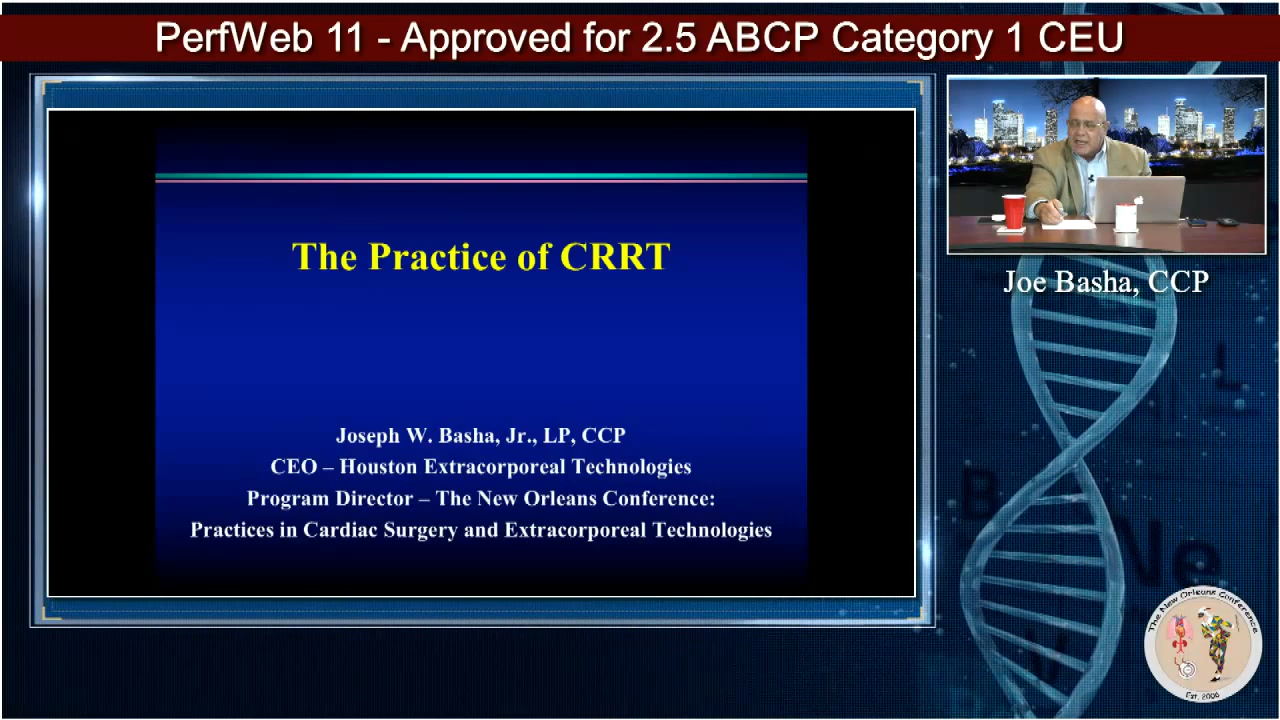 PerfWeb 11 - Approved for 2.5 ABCP Category 1 CEU
The Practice of CRRT
Joseph W. Basha, Jr., LP, CCP
CEO – Houston Extracorporeal Technologies
Program Director – The New Orleans Conference:
Practices in Cardiac Surgery and Extracorporeal Technologies
Joe Basha, CCP
L
B
Ne
The New Orleans Conference
Est. 2006